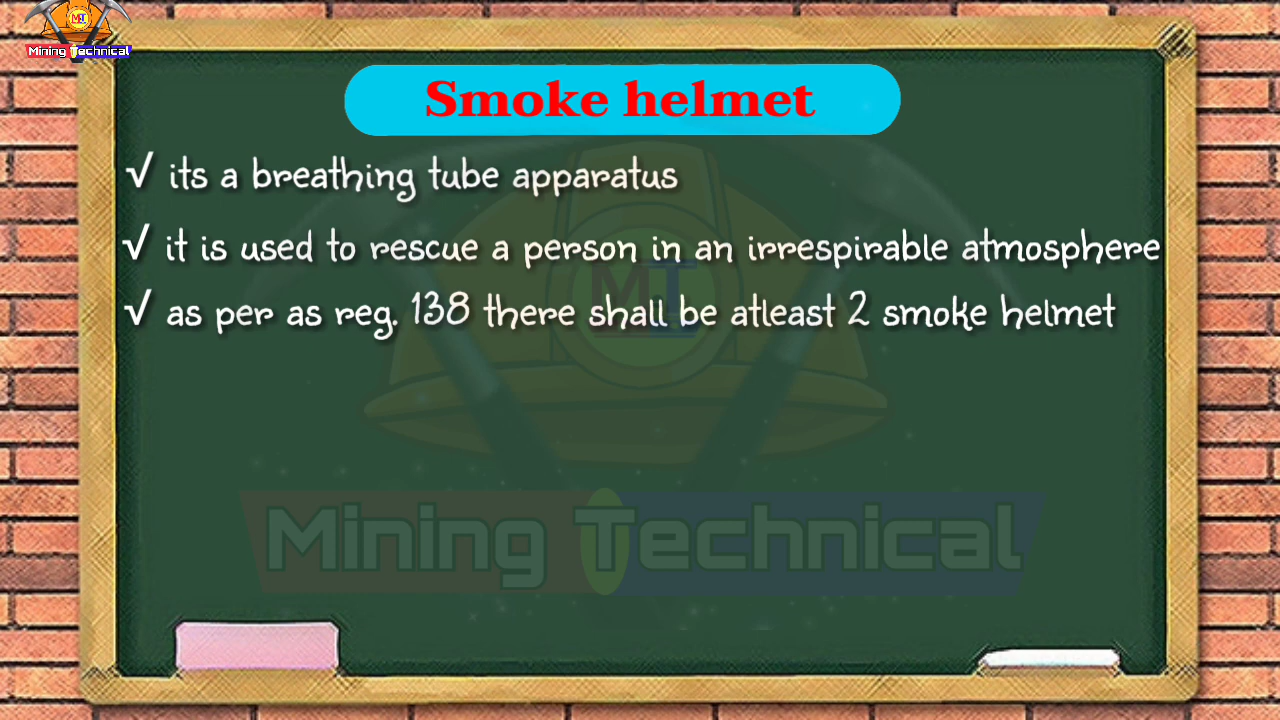 MT
Mining Technical
Smoke helmet
√ its a breathing tube apparatus
√ it is used to rescue a person in an irrespirable atmosphere
√ as per as reg. 138 there shall be atleast 2 smoke helmet
MT
Mining Technical